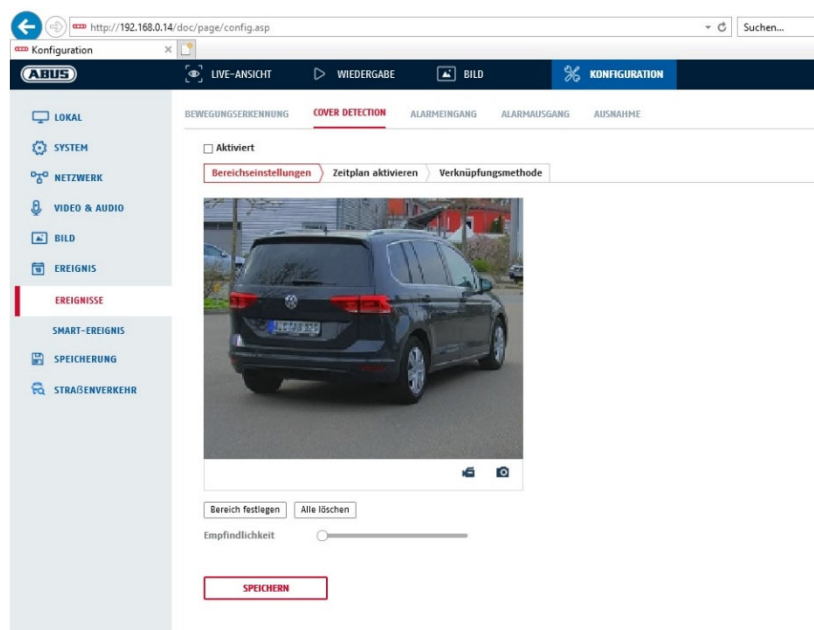 http://192.168.0.14/doc/page/config.asp
Suchen...
Konfiguration
ABUS
LIVE-ANSICHT WIEDERGABE BILD KONFIGURATION
LOKAL
SYSTEM
NETZWERK
VIDEO & AUDIO
BILD
EREIGNIS
EREIGNISSE
SMART-EREIGNIS
SPEICHERUNG
STRAßENVERKEHR
BEWEGUNGSERKENNUNG COVER DETECTION ALARMEINGANG ALARMAUSGANG AUSNAHME
Aktiviert
Bereichseinstellungen Zeitplan aktivieren Verknüpfungsmethode
Bereich festlegen Alle löschen
Empfindlichkeit
SPEICHERN